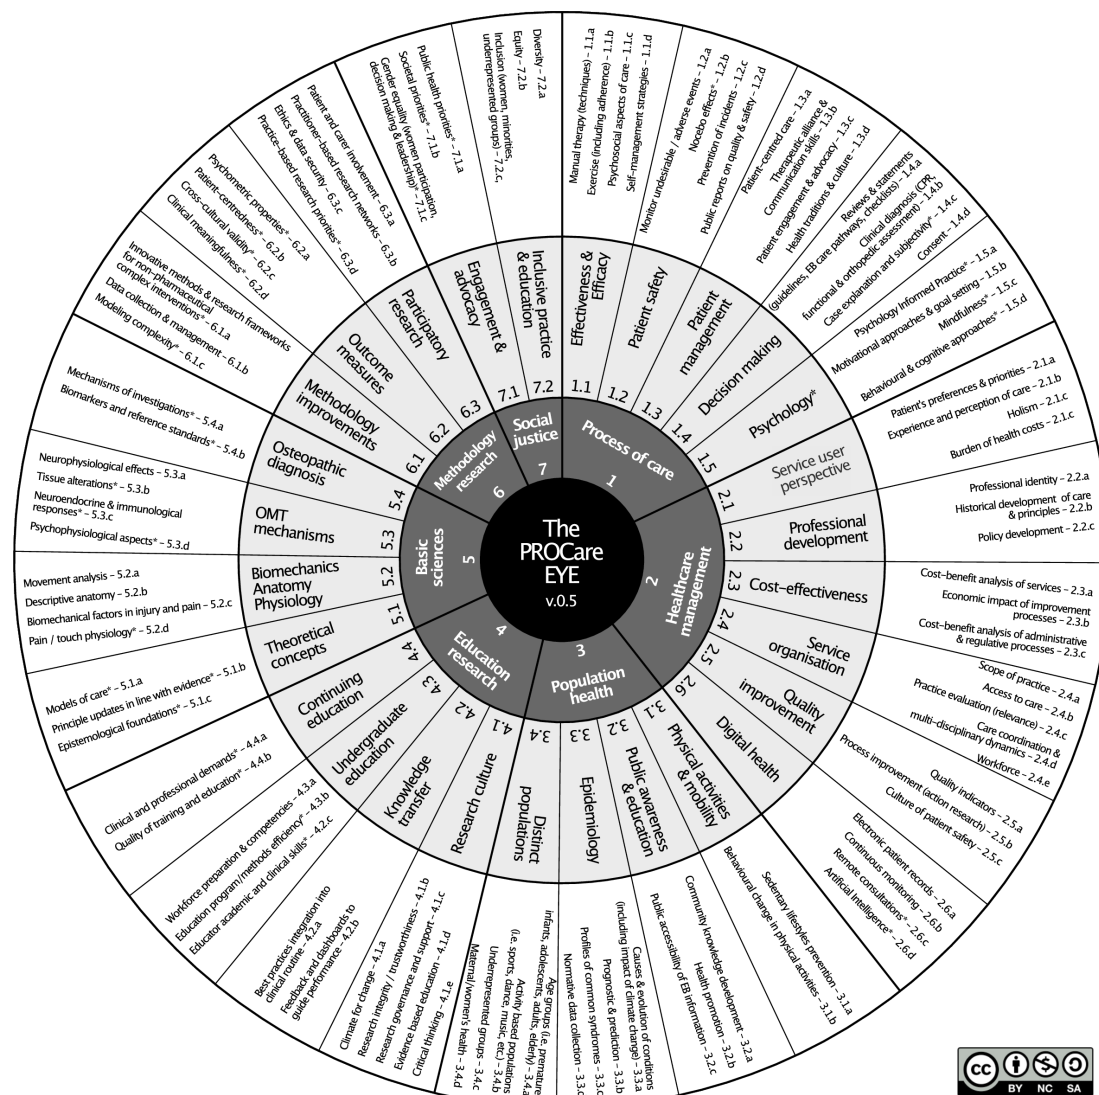 The
PROCare
EYE
v.0.5
Process of care
1
Healthcare
management
2
Population
health
3
Education
research
4
Basic
sciences
5
Methodology
research
6
Social
justice
7
Effectiveness &
Efficacy
1.1
Manual therapy (techniques) – 1.1.a
Exercise (including adherence) – 1.1.b
Psychosocial aspects of care – 1.1.c
Self–management strategies – 1.1.d
Patient safety
1.2
Monitor undesirable / adverse events – 1.2.a
Nocebo effects* – 1.2.b
Prevention of incidents – 1.2.c
Public reports on quality & safety – 1.2.d
Patient
management
1.3
Patient–centred care – 1.3.a
Therapeutic alliance &
Communication skills – 1.3.b
Patient engagement & advocacy – 1.3.c
Health traditions & culture – 1.3.d
Decision making
1.4
Reviews & statements
(guidelines, EB care pathways, checklists) – 1.4.a
Clinical diagnosis (CPR,
functional & orthopedic assessment) – 1.4.b
Case explanation and subjectivity* – 1.4.c
Consent – 1.4.d
Psychology*
1.5
Psychology Informed Practice* – 1.5.a
Motivational approaches & goal setting – 1.5.b
Mindfulness* – 1.5.c
Behavioural & cognitive approaches* – 1.5.d
Service user
perspective
2.1
Patient's preferences & priorities – 2.1.a
Experience and perception of care – 2.1.b
Holism – 2.1.c
Burden of health costs – 2.1.c
Professional
development
2.2
Professional identity – 2.2.a
Historical development of care
& principles – 2.2.b
Policy development – 2.2.c
Cost–effectiveness
2.3
Cost–benefit analysis of services – 2.3.a
Economic impact of improvement
processes – 2.3.b
Cost–benefit analysis of administrative
& regulative processes – 2.3.c
Service
organisation
2.4
Scope of practice – 2.4.a
Access to care – 2.4.b
Practice evaluation (relevance) – 2.4.c
Care coordination &
multi–disciplinary dynamics – 2.4.d
Workforce – 2.4.e
Quality
improvement
2.5
Quality indicators – 2.5.a
Process improvement (action research) – 2.5.b
Culture of patient safety – 2.5.c
Digital health
2.6
Electronic patient records – 2.6.a
Continuous monitoring – 2.6.b
Remote consultations* – 2.6.c
Artificial Intelligence* – 2.6.d
Physical activities
& mobility
3.1
Sedentary lifestyles prevention – 3.1.a
Behavioural change in physical activities – 3.1.b
Public awareness
& education
3.2
Community knowledge development – 3.2.a
Health promotion – 3.2.b
Public accessibility of EB information – 3.2.c
Epidemiology
3.3
Causes & evolution of conditions
(including impact of climate change) – 3.3.a
Prognostic & prediction – 3.3.b
Profiles of common syndromes – 3.3.c
Normative data collection – 3.3.d
Distinct
populations
3.4
Age groups (i.e., premature
infants, adolescents, adults, elderly) – 3.4.a
Activity based populations
(i.e. sports, dance, music, etc.) – 3.4.b
Underrepresented groups – 3.4.c
Maternal/women's health – 3.4.d
Research culture
4.1
Climate for change – 4.1.a
Research integrity / trustworthiness – 4.1.b
Research governance and support – 4.1.c
Evidence based education – 4.1.d
Critical thinking – 4.1.e
Knowledge
transfer
4.2
Best practices integration into
clinical routine – 4.2.a
Feedback and dashboards to
guide performance – 4.2.b
Undergraduate
education
4.3
Workforce preparation & competencies – 4.3.a
Education program/methods efficiency* – 4.3.b
Educator academic and clinical skills* – 4.2.c
Continuing
education
4.4
Clinical and professional demands* – 4.4.a
Quality of training and education* – 4.4.b
Theoretical
concepts
5.1
Models of care* – 5.1.a
Principle updates in line with evidence* – 5.1.b
Epistemological foundations* – 5.1.c
Biomechanics
Anatomy
Physiology
5.2
Movement analysis – 5.2.a
Descriptive anatomy – 5.2.b
Biomechanical factors in injury and pain – 5.2.c
Pain / touch physiology* – 5.2.d
OMT
mechanisms
5.3
Neurophysiological effects – 5.3.a
Tissue alterations* – 5.3.b
Neuroendocrine & immunological
responses* – 5.3.c
Psychophysiological aspects* – 5.3.d
Osteopathic
diagnosis
5.4
Mechanisms of investigations* – 5.4.a
Biomarkers and reference standards* – 5.4.b
Methodology
improvements
6.1
Innovative methods & research frameworks
for non–pharmaceutical
complex interventions* – 6.1.a
Data collection & management – 6.1.b
Modeling complexity* – 6.1.c
Outcome
measures
6.2
Psychometric properties* – 6.2.a
Patient–centredness* – 6.2.b
Cross–cultural validity* – 6.2.c
Clinical meaningfulness* – 6.2.d
Participatory
research
6.3
Patient and carer involvement – 6.3.a
Practitioner–based research networks – 6.3.b
Ethics & data security – 6.3.c
Practice–based research priorities* – 6.3.d
Engagement &
advocacy
7.1
Public health priorities* – 7.1.a
Societal priorities* – 7.1.b
Gender equality (women participation,
decision making & leadership)* – 7.1.c
Inclusive practice
& education
7.2
Diversity – 7.2.a
Equity – 7.2.b
Inclusion (women, minorities,
underrepresented groups) – 7.2.c,
cc
BY NC SA